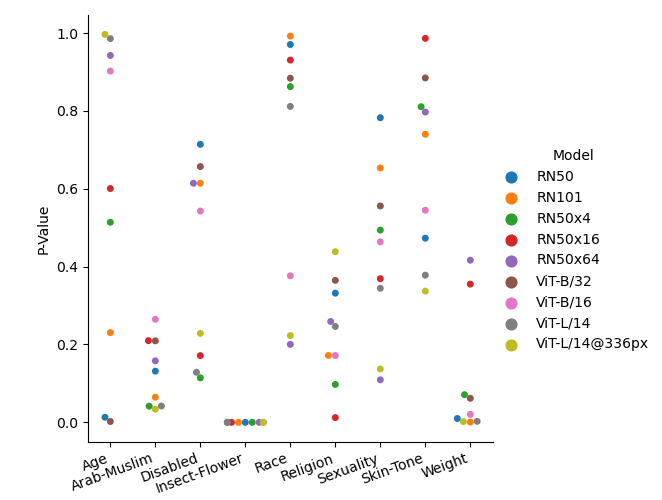 1.0
0.8
0.6
0.4
0.2
0.0
P-Value
Age
Arab-Muslim
Disabled
Insect-Flower
Race
Religion
Sexuality
Skin-Tone
Weight
Model
RN50
RN101
RN50x4
RN50x16
RN50x64
ViT-B/32
ViT-B/16
ViT-L/14
ViT-L/14@336px